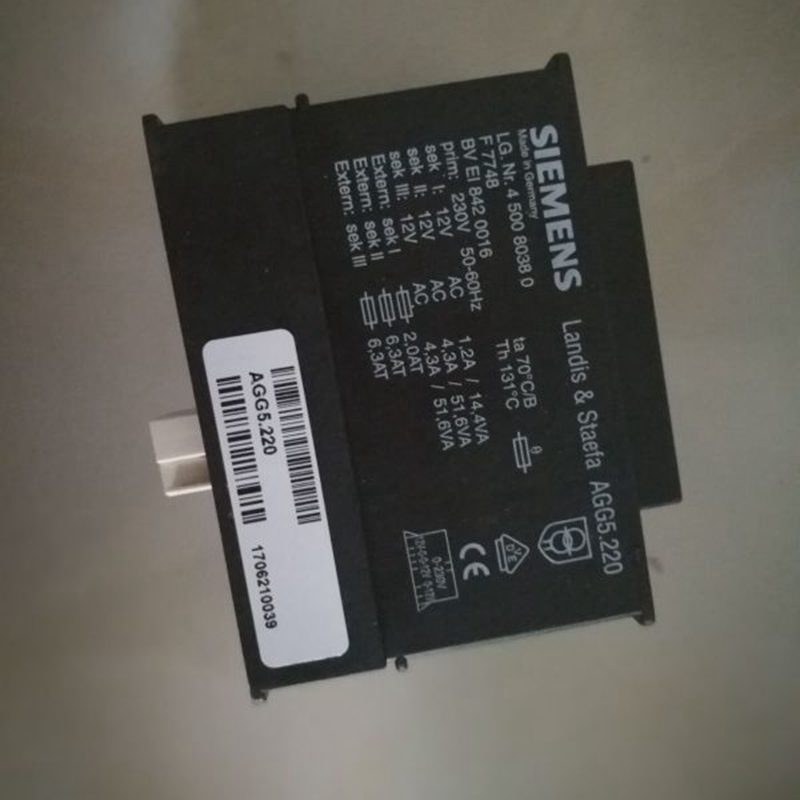 SIEMENS
Made in Germany
Landis & Staefa AGG5.220
LG. Nr. 4 500 8038 0
F 7748
ta 70°C/B
BV EI 842 0016
Th 131°C
prim: 230V 50-60Hz
sek I: 12V AC 1.2A / 14,4VA
sek II: 12V AC 4,3A / 51,6VA
sek III: 12V AC 4,3A / 51,6VA
Extern: sek I 2,0AT
Extern: sek II 6,3AT
Extern: sek III 6,3AT
VDE
CE
0-230V
AGG5.220
1706210039